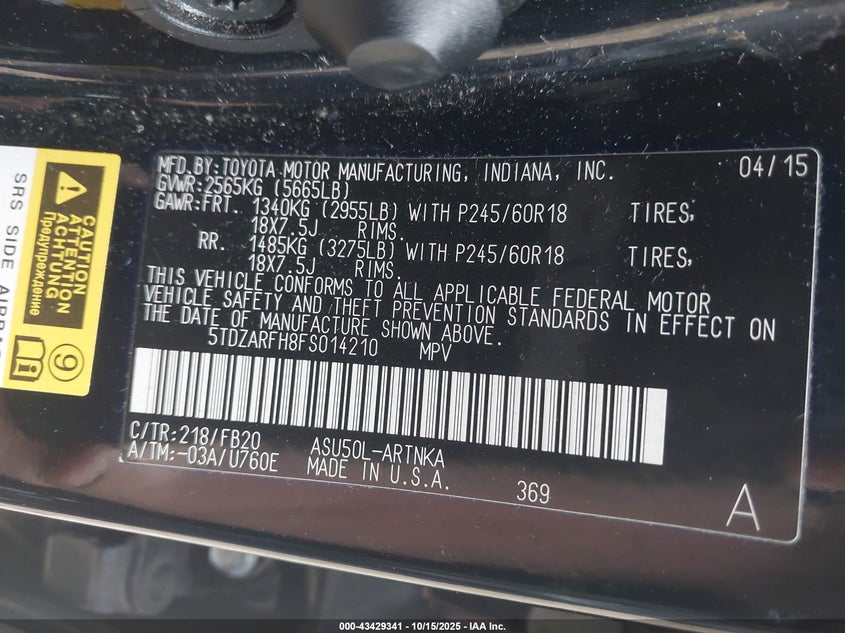 MFD.BY:TOYOTA MOTOR MANUFACTURING, INDIANA, INC. 04/15
GVWR:2565KG (5665LB)
GAWR:FRT. 1340KG (2955LB) WITH P245/60R18 TIRES,
18X7.5J RIMS.
RR. 1485KG (3275LB) WITH P245/60R18 TIRES,
18X7.5J RIMS.
THIS VEHICLE CONFORMS TO ALL APPLICABLE FEDERAL MOTOR
VEHICLE SAFETY AND THEFT PREVENTION STANDARDS IN EFFECT ON
THE DATE OF MANUFACTURE SHOWN ABOVE.
5TDZARFH8FS014210 MPV
C/TR:218/FB20 ASU50L-ARTNKA
A/TM:-03A/U760E MADE IN U.S.A. 369 A
CAUTION
ATTENTION
ACHTUNG
Предупреждение
9
SRS SIDE AIRBAG
000-43429341 - 10/15/2025 - IAA Inc.